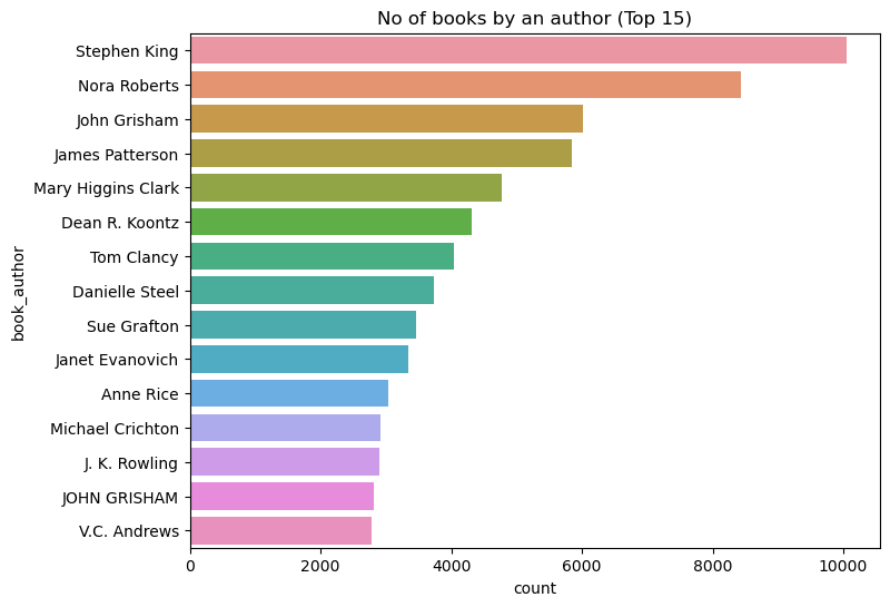 No of books by an author (Top 15)
Stephen King
Nora Roberts
John Grisham
James Patterson
Mary Higgins Clark
Dean R. Koontz
Tom Clancy
Danielle Steel
Sue Grafton
Janet Evanovich
Anne Rice
Michael Crichton
J. K. Rowling
JOHN GRISHAM
V.C. Andrews
book_author
0 2000 4000 6000 8000 10000
count